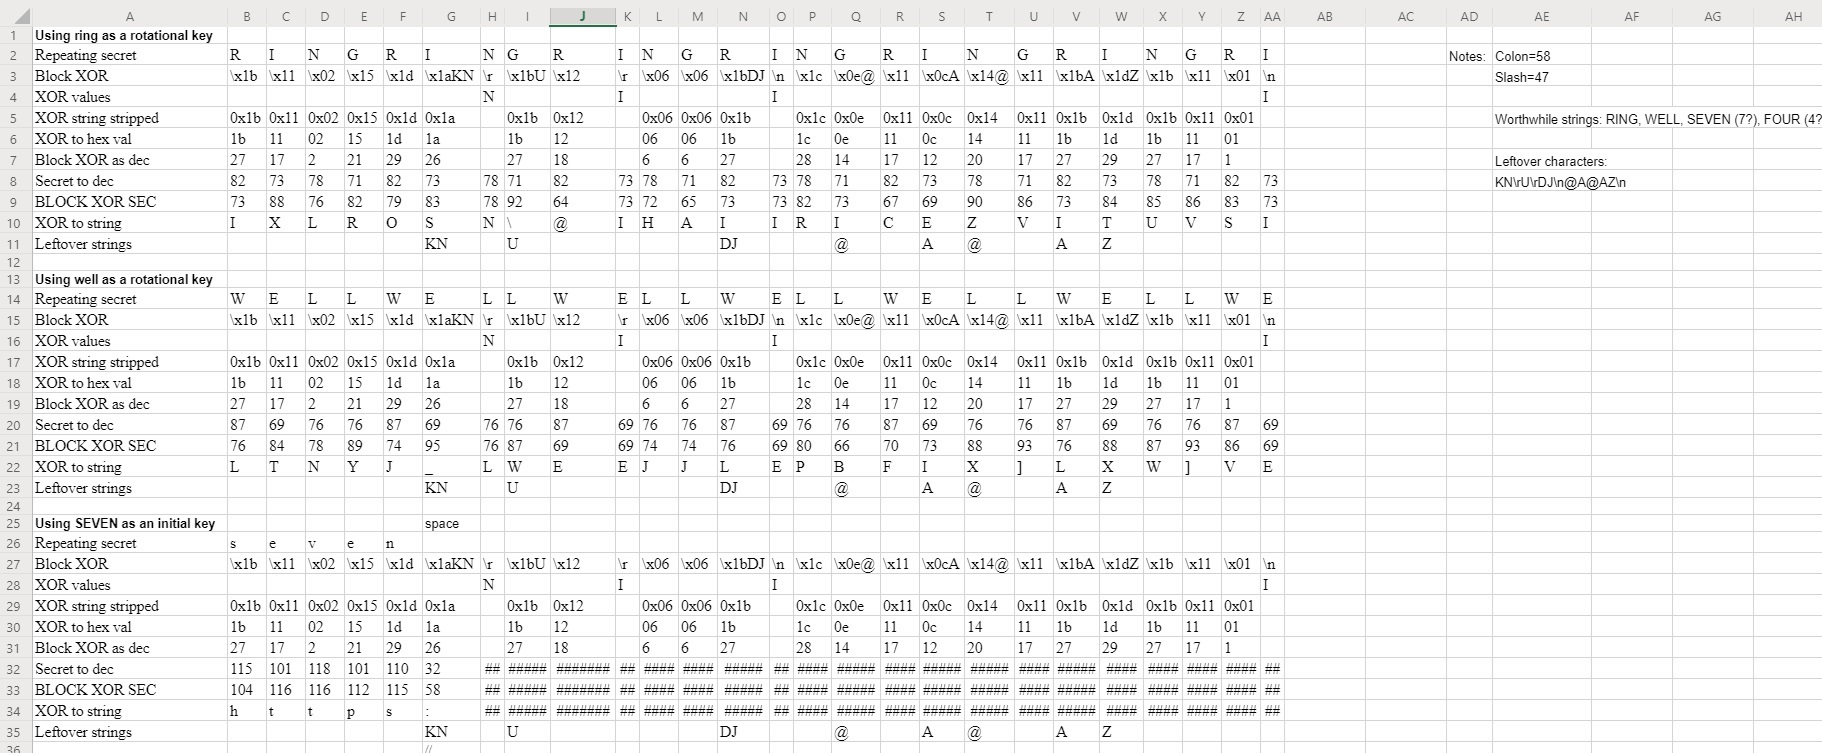 A B C D E F G H I J K L M N O P Q R S T U V W X Y Z AA AB AC AD AE AF AG AH
1 Using ring as a rotational key
2 Repeating secret R I N G R I N G R I N G R I N G R I N G R I N G R I Notes: Colon=58
3 Block XOR \x1b \x11 \x02 \x15 \x1d \x1aKN \r \x1bU \x12 \r \x06 \x06 \x1bDJ \n \x1c \x0e@ \x11 \x0cA \x14@ \x11 \x1bA \x1dZ \x1b \x11 \x01 \n Slash=47
4 XOR values N I I I
5 XOR string stripped 0x1b 0x11 0x02 0x15 0x1d 0x1a 0x1b 0x12 0x06 0x06 0x1b 0x1c 0x0e 0x11 0x0c 0x14 0x11 0x1b 0x1d 0x1b 0x11 0x01 Worthwhile strings: RING, WELL, SEVEN (7?), FOUR (4?
6 XOR to hex val 1b 11 02 15 1d 1a 1b 12 06 06 1b 1c 0e 11 0c 14 11 1b 1d 1b 11 01
7 Block XOR as dec 27 17 2 21 29 26 27 18 6 6 27 28 14 17 12 20 17 27 29 27 17 1 Leftover characters:
8 Secret to dec 82 73 78 71 82 73 78 71 82 73 78 71 82 73 78 71 82 73 78 71 82 73 78 71 82 73 KN\rU\rDJ\n@A@AZ\n
9 BLOCK XOR SEC 73 88 76 82 79 83 78 92 64 73 72 65 73 73 82 73 67 69 90 86 73 84 85 86 83 73
10 XOR to string I X L R O S N \ @ I H A I I R I C E Z V I T U V S I
11 Leftover strings KN U DJ @ A @ A Z
12
13 Using well as a rotational key
14 Repeating secret W E L L W E L L W E L L W E L L W E L L W E L L W E
15 Block XOR \x1b \x11 \x02 \x15 \x1d \x1aKN \r \x1bU \x12 \r \x06 \x06 \x1bDJ \n \x1c \x0e@ \x11 \x0cA \x14@ \x11 \x1bA \x1dZ \x1b \x11 \x01 \n
16 XOR values N I I I
17 XOR string stripped 0x1b 0x11 0x02 0x15 0x1d 0x1a 0x1b 0x12 0x06 0x06 0x1b 0x1c 0x0e 0x11 0x0c 0x14 0x11 0x1b 0x1d 0x1b 0x11 0x01
18 XOR to hex val 1b 11 02 15 1d 1a 1b 12 06 06 1b 1c 0e 11 0c 14 11 1b 1d 1b 11 01
19 Block XOR as dec 27 17 2 21 29 26 27 18 6 6 27 28 14 17 12 20 17 27 29 27 17 1
20 Secret to dec 87 69 76 76 87 69 76 76 87 69 76 76 87 69 76 76 87 69 76 76 87 69 76 76 87 69
21 BLOCK XOR SEC 76 84 78 89 74 95 76 87 69 69 74 74 76 69 80 66 70 73 88 93 76 88 87 93 86 69
22 XOR to string L T N Y J _ L W E E J J L E P B F I X ] L X W ] V E
23 Leftover strings KN U DJ @ A @ A Z
24
25 Using SEVEN as an initial key space
26 Repeating secret s e v e n
27 Block XOR \x1b \x11 \x02 \x15 \x1d \x1aKN \r \x1bU \x12 \r \x06 \x06 \x1bDJ \n \x1c \x0e@ \x11 \x0cA \x14@ \x11 \x1bA \x1dZ \x1b \x11 \x01 \n
28 XOR values N I I I
29 XOR string stripped 0x1b 0x11 0x02 0x15 0x1d 0x1a 0x1b 0x12 0x06 0x06 0x1b 0x1c 0x0e 0x11 0x0c 0x14 0x11 0x1b 0x1d 0x1b 0x11 0x01
30 XOR to hex val 1b 11 02 15 1d 1a 1b 12 06 06 1b 1c 0e 11 0c 14 11 1b 1d 1b 11 01
31 Block XOR as dec 27 17 2 21 29 26 27 18 6 6 27 28 14 17 12 20 17 27 29 27 17 1
32 Secret to dec 115 101 118 101 110 32 ## ##### ####### ## #### #### ##### ## #### ##### #### ##### ##### #### ##### #### #### #### #### ##
33 BLOCK XOR SEC 104 116 116 112 115 58 ## ##### ####### ## #### #### ##### ## #### ##### #### ##### ##### #### ##### #### #### #### #### ##
34 XOR to string h t t p s : ## ##### ####### ## #### #### ##### ## #### ##### #### ##### ##### #### ##### #### #### #### #### ##
35 Leftover strings KN U DJ @ A @ A Z
36 //